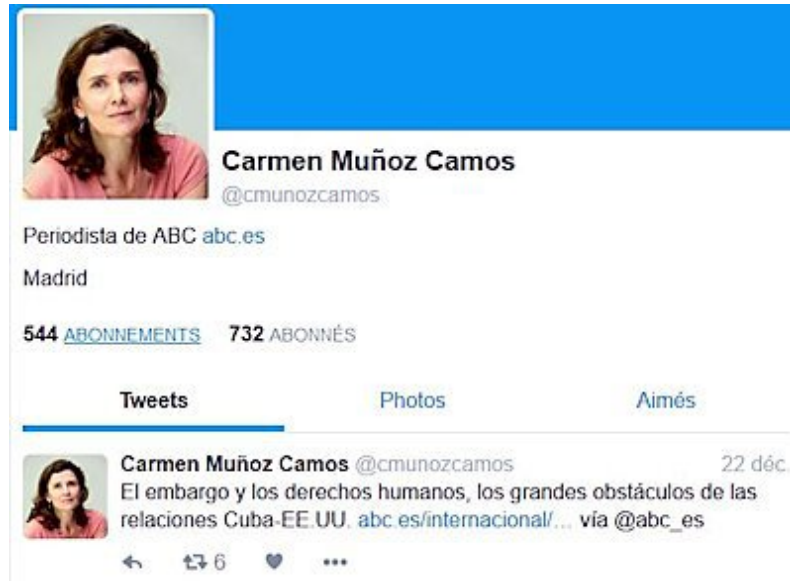 Carmen Muñoz Camos
@cmunozcamos
Periodista de ABC abc.es
Madrid
544 ABONNEMENTS 732 ABONNÉS
Tweets Photos Aimés
Carmen Muñoz Camos @cmunozcamos 22 déc.
El embargo y los derechos humanos, los grandes obstáculos de las
relaciones Cuba-EE.UU. abc.es/internacional/... vía @abc_es
6